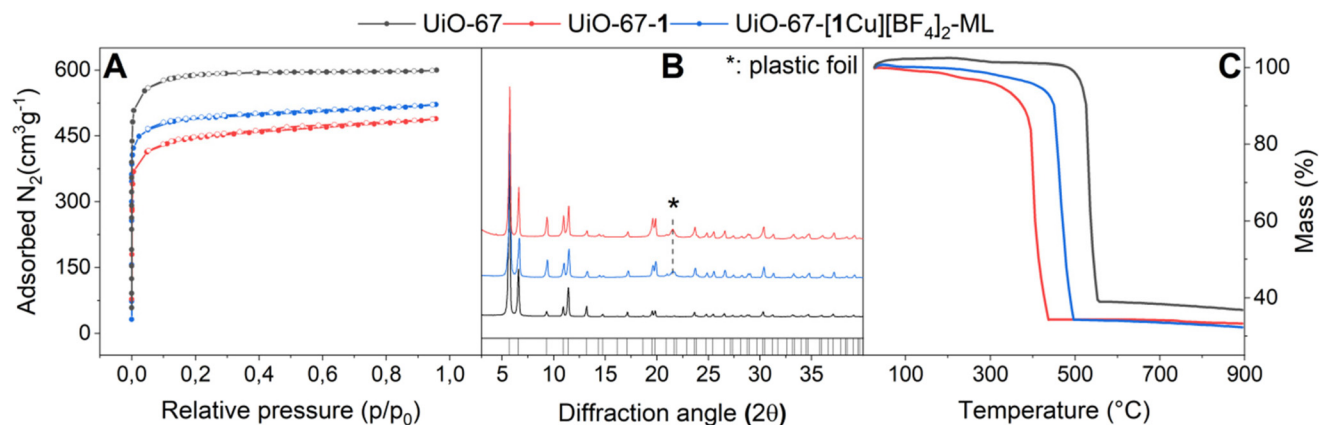 UiO-67 UiO-67-1 UiO-67-[1Cu][BF₄]₂-ML
A
B
*: plastic foil
C
600
450
300
150
0
Adsorbed N₂(cm³g⁻¹)
*
100
80
60
40
Mass (%)
0,0 0,2 0,4 0,6 0,8 1,0
5 10 15 20 25 30 35
100 300 500 700 900
Relative pressure (p/p₀)
Diffraction angle (2θ)
Temperature (°C)